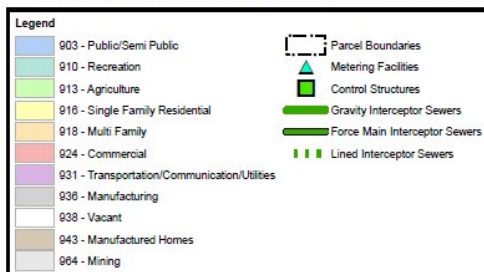 Legend
903 - Public/Semi Public
910 - Recreation
913 - Agriculture
916 - Single Family Residential
918 - Multi Family
924 - Commercial
931 - Transportation/Communication/Utilities
936 - Manufacturing
938 - Vacant
943 - Manufactured Homes
964 - Mining
Parcel Boundaries
Metering Facilities
Control Structures
Gravity Interceptor Sewers
Force Main Interceptor Sewers
Lined Interceptor Sewers